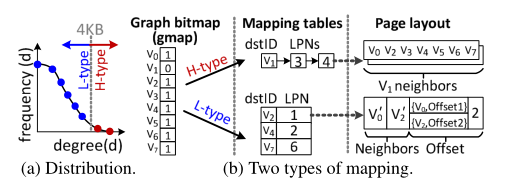 4KB
L-type
H-type
frequency (d)
degree(d)
(a) Distribution.
Graph bitmap
(gmap)
V0 1
V1 0
V2 1
V3 1
V4 1
V5 1
V6 1
V7 1
H-type
L-type
Mapping tables
dstID LPNs
V1 3 4
dstID LPN
V2 1
V4 2
V7 6
Page layout
V0 V2 V3 V4 V5 V6 V7
V1 neighbors
V0' V2' {V0,Offset1} {V2,Offset2} 2
Neighbors Offset
(b) Two types of mapping.